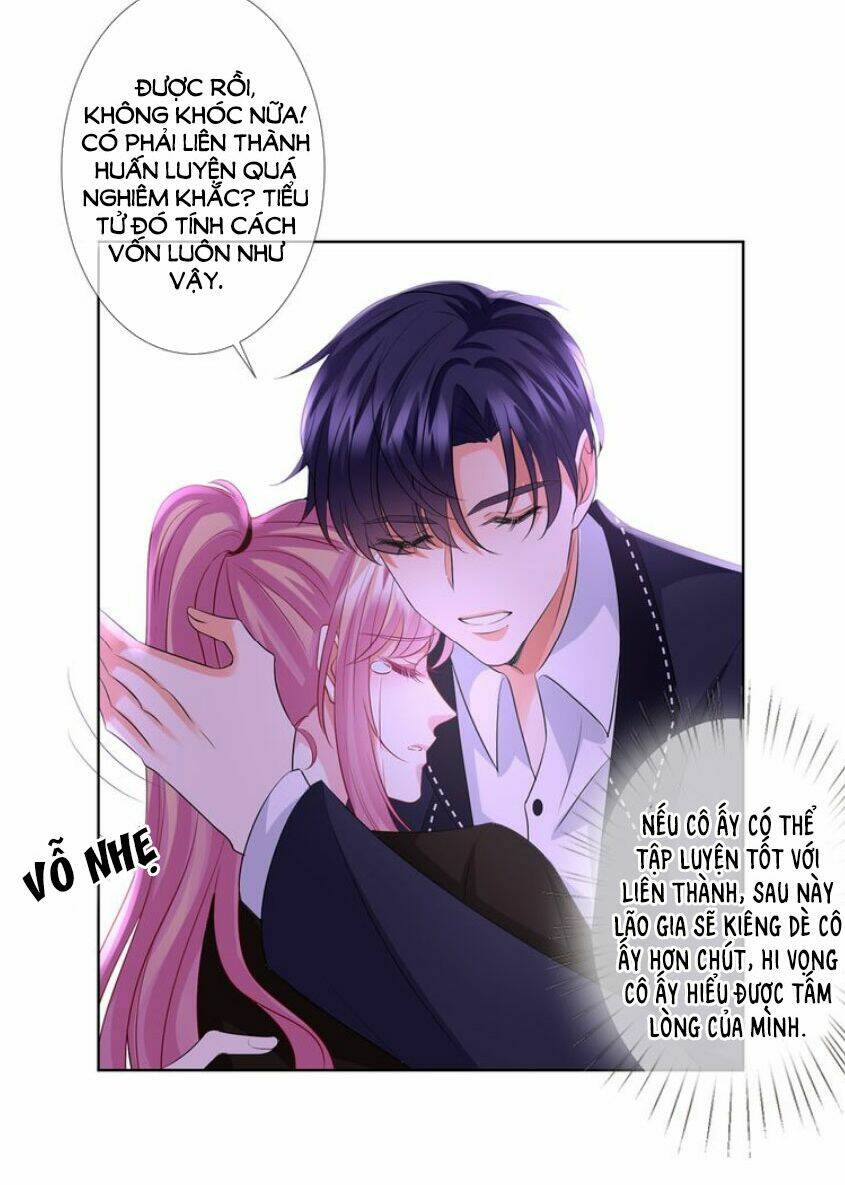 ĐƯỢC RỒI,
KHÔNG KHÓC NỮA!
CÓ PHẢI LIÊN THÀNH
HUẤN LUYỆN QUÁ
NGHIÊM KHẮC? TIỂU
TỬ ĐÓ TÍNH CÁCH
VỐN LUÔN NHƯ
VẬY.
VỖ NHẸ
NẾU CÔ ẤY CÓ THỂ
TẬP LUYỆN TỐT VỚI
LIÊN THÀNH, SAU NÀY
LÃO GIA SẼ KIÊNG DÈ CÔ
ẤY HƠN CHÚT, HI VỌNG
CÔ ẤY HIỂU ĐƯỢC TẤM
LÒNG CỦA MÌNH.